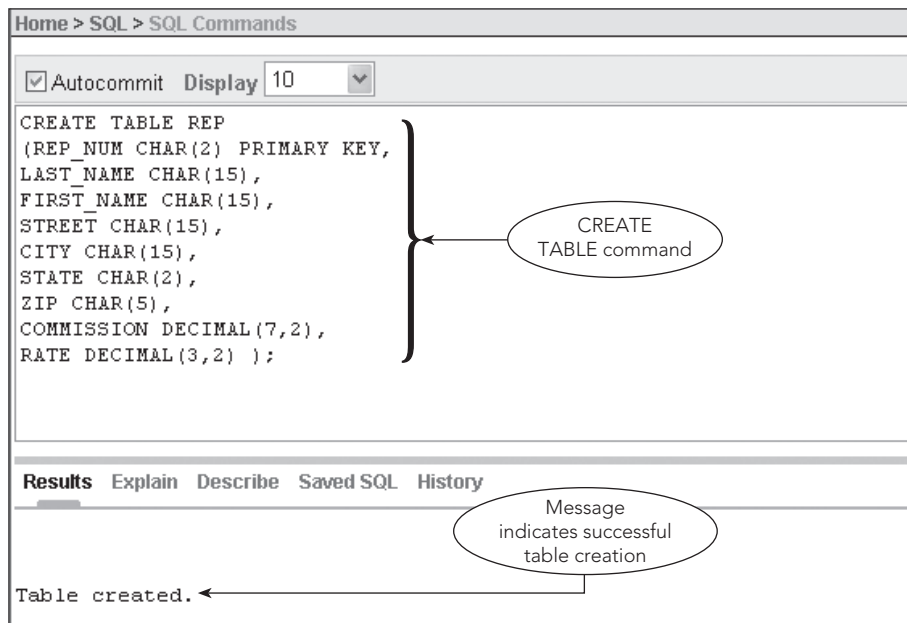 Home > SQL > SQL Commands
Autocommit Display 10
CREATE TABLE REP
(REP_NUM CHAR(2) PRIMARY KEY,
LAST_NAME CHAR(15),
FIRST_NAME CHAR(15),
STREET CHAR(15),
CITY CHAR(15),
STATE CHAR(2),
ZIP CHAR(5),
COMMISSION DECIMAL(7,2),
RATE DECIMAL(3,2) );
CREATE
TABLE command
Results Explain Describe Saved SQL History
Message
indicates successful
table creation
Table created.